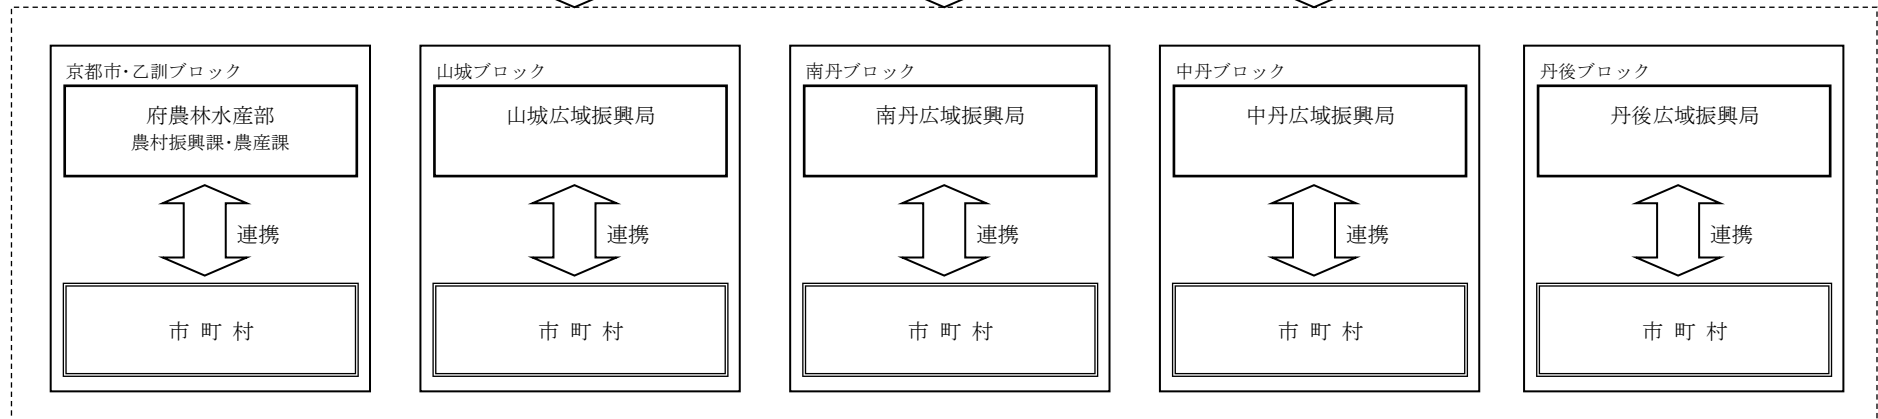 京都市･乙訓ブロック
府農林水産部
農村振興課･農産課
連携
市 町 村
山城ブロック
山城広域振興局
連携
市 町 村
南丹ブロック
南丹広域振興局
連携
市 町 村
中丹ブロック
中丹広域振興局
連携
市 町 村
丹後ブロック
丹後広域振興局
連携
市 町 村